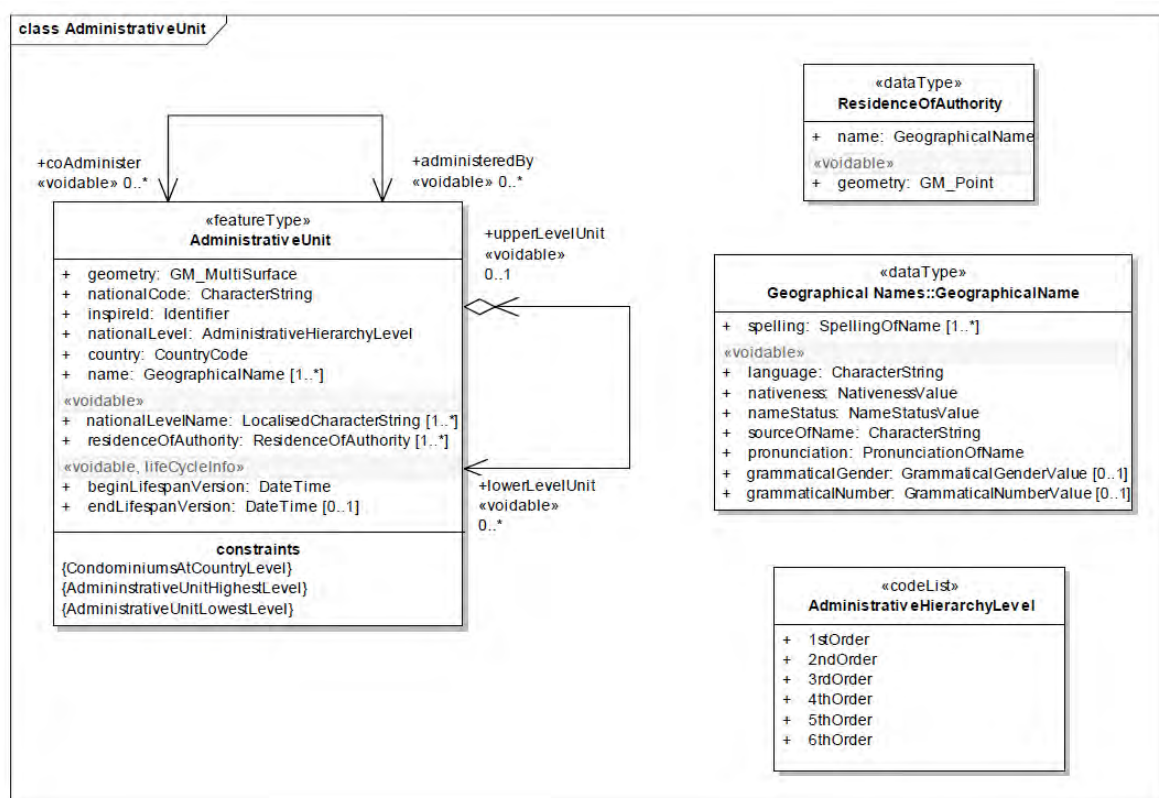 class AdministrativeUnit
+coAdminister
«voidable» 0..*
+administeredBy
«voidable» 0..*
«featureType»
AdministrativeUnit
+ geometry: GM_MultiSurface
+ nationalCode: CharacterString
+ inspireId: Identifier
+ nationalLevel: AdministrativeHierarchyLevel
+ country: CountryCode
+ name: GeographicalName [1..*]
«voidable»
+ nationalLevelName: LocalisedCharacterString [1..*]
+ residenceOfAuthority: ResidenceOfAuthority [1..*]
«voidable, lifeCycleInfo»
+ beginLifespanVersion: DateTime
+ endLifespanVersion: DateTime [0..1]
constraints
{CondominiumsAtCountryLevel}
{AdmininstrativeUnitHighestLevel}
{AdministrativeUnitLowestLevel}
+upperLevelUnit
«voidable»
0..1
+lowerLevelUnit
«voidable»
0..*
«dataType»
ResidenceOfAuthority
+ name: GeographicalName
«voidable»
+ geometry: GM_Point
«dataType»
Geographical Names::GeographicalName
+ spelling: SpellingOfName [1..*]
«voidable»
+ language: CharacterString
+ nativeness: NativenessValue
+ nameStatus: NameStatusValue
+ sourceOfName: CharacterString
+ pronunciation: PronunciationOfName
+ grammaticalGender: GrammaticalGenderValue [0..1]
+ grammaticalNumber: GrammaticalNumberValue [0..1]
«codeList»
AdministrativeHierarchyLevel
+ 1stOrder
+ 2ndOrder
+ 3rdOrder
+ 4thOrder
+ 5thOrder
+ 6thOrder